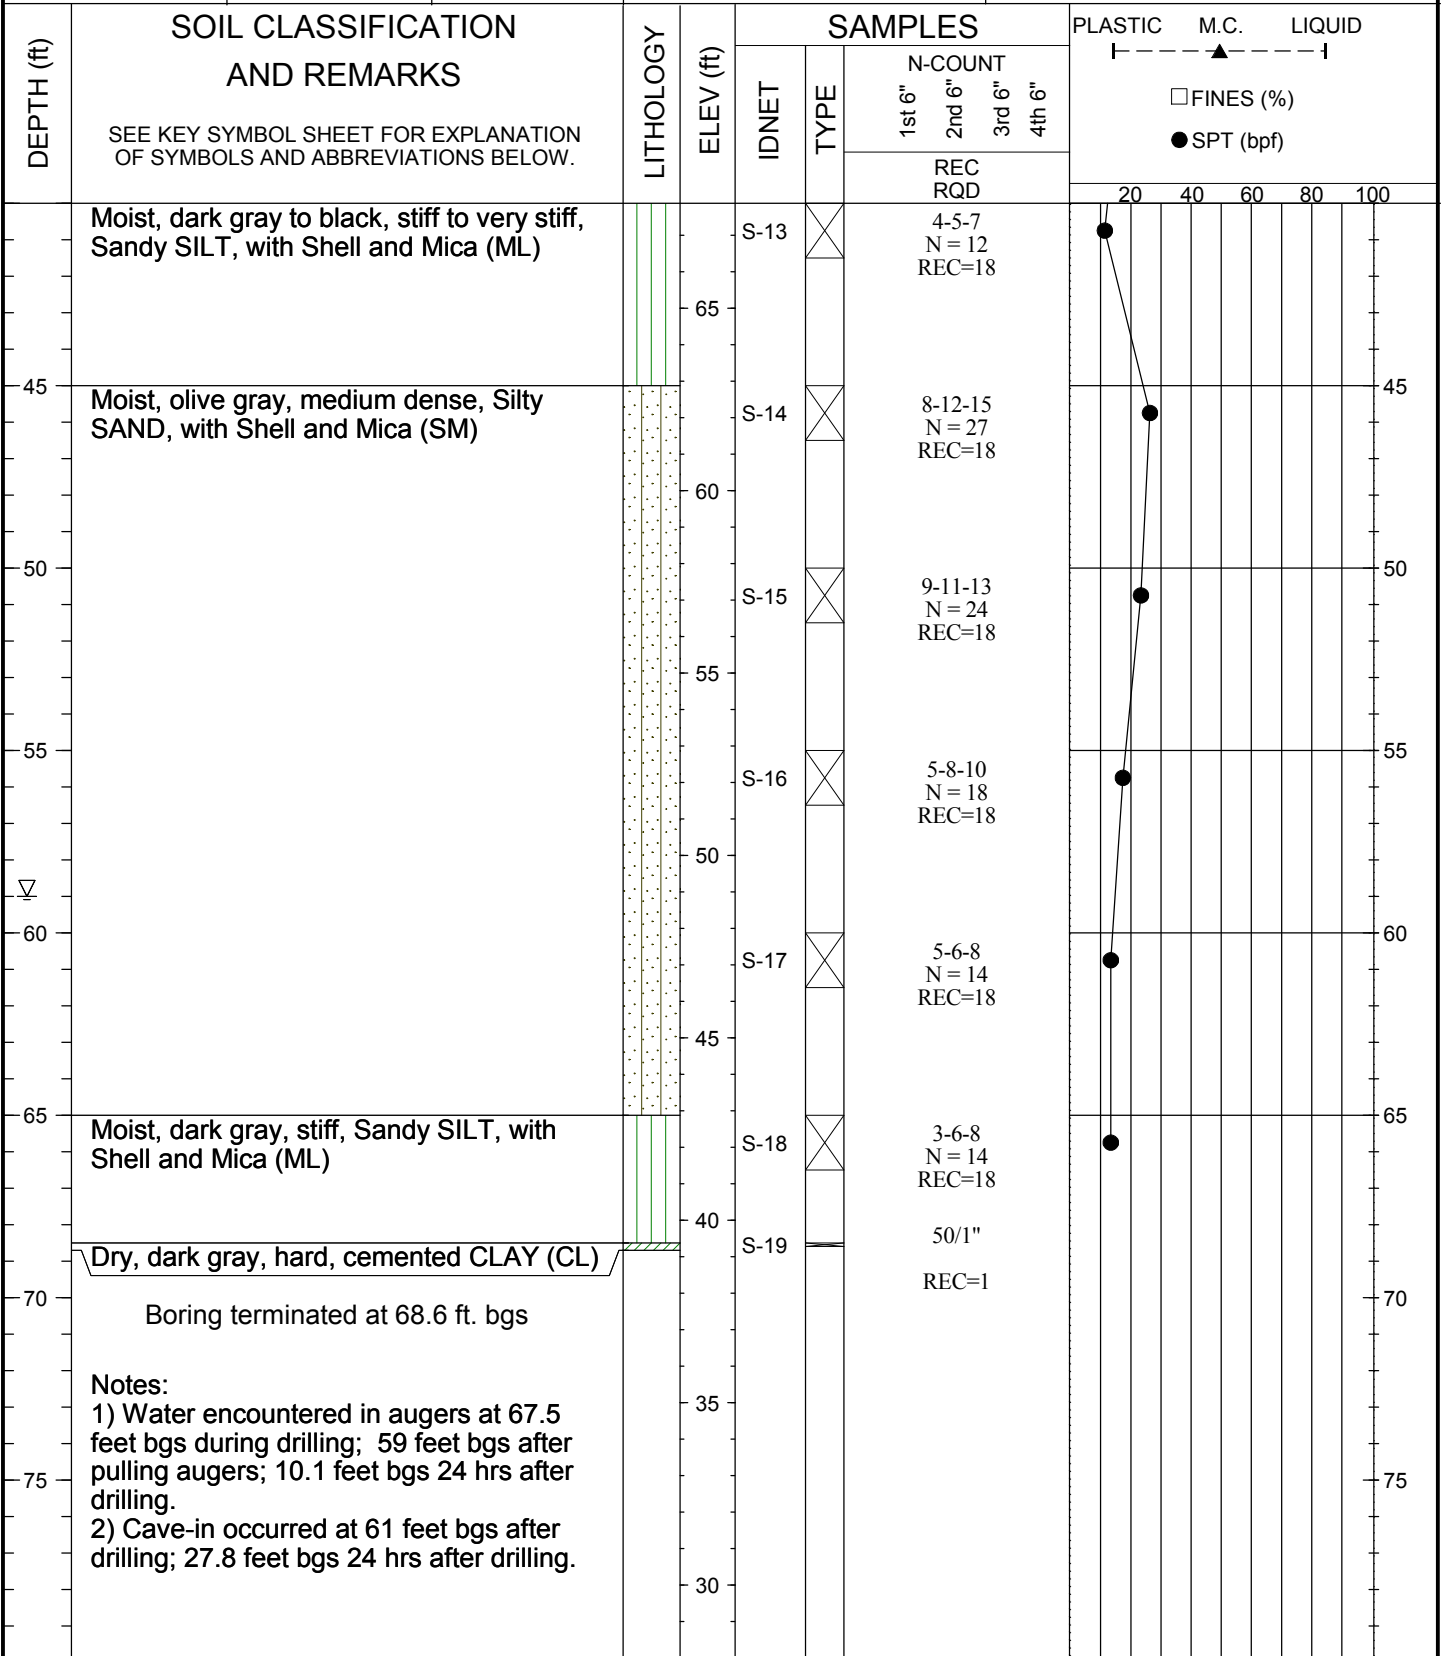 DEPTH (ft)
SOIL CLASSIFICATION
AND REMARKS
SEE KEY SYMBOL SHEET FOR EXPLANATION
OF SYMBOLS AND ABBREVIATIONS BELOW.
LITHOLOGY
ELEV (ft)
SAMPLES
IDNET
TYPE
N-COUNT
1st 6"
2nd 6"
3rd 6"
4th 6"
REC
RQD
PLASTIC M.C. LIQUID
FINES (%)
SPT (bpf)
20 40 60 80 100
Moist, dark gray to black, stiff to very stiff,
Sandy SILT, with Shell and Mica (ML)
S-13
4-5-7
N = 12
REC=18
65
45
45
Moist, olive gray, medium dense, Silty
SAND, with Shell and Mica (SM)
S-14
8-12-15
N = 27
REC=18
60
50
50
S-15
9-11-13
N = 24
REC=18
55
55
55
S-16
5-8-10
N = 18
REC=18
50
60
60
S-17
5-6-8
N = 14
REC=18
45
65
65
Moist, dark gray, stiff, Sandy SILT, with
Shell and Mica (ML)
S-18
3-6-8
N = 14
REC=18
40
S-19
50/1"
REC=1
Dry, dark gray, hard, cemented CLAY (CL)
70
70
Boring terminated at 68.6 ft. bgs
Notes:
1) Water encountered in augers at 67.5
feet bgs during drilling; 59 feet bgs after
pulling augers; 10.1 feet bgs 24 hrs after
drilling.
2) Cave-in occurred at 61 feet bgs after
drilling; 27.8 feet bgs 24 hrs after drilling.
35
75
75
30